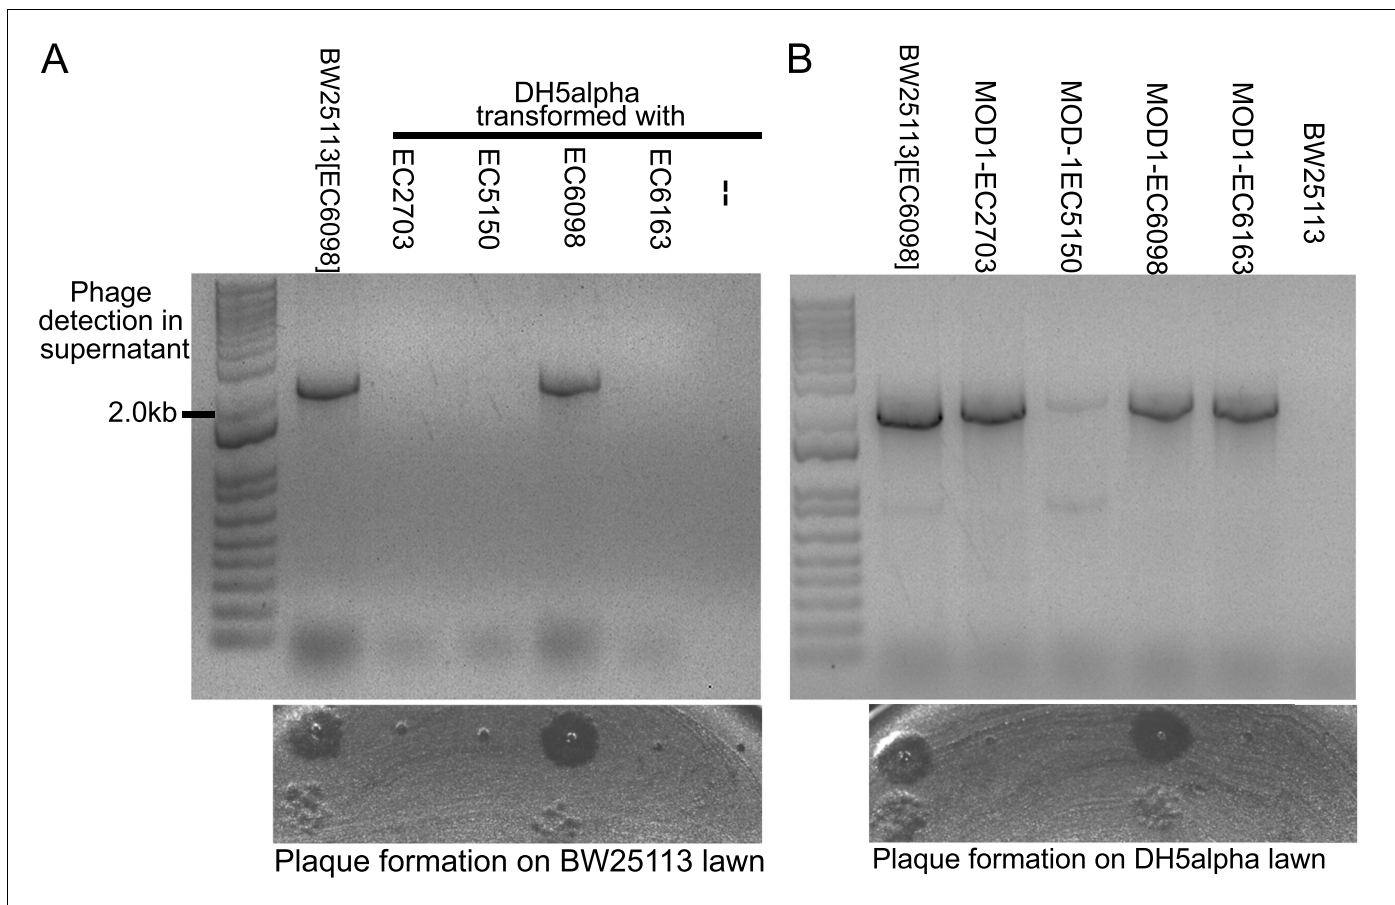 A
BW25113[EC6098]
DH5alpha
transformed with
EC2703
EC5150
EC6098
EC6163
--
Phage
detection in
supernatant
2.0kb
Plaque formation on BW25113 lawn
B
BW25113[EC6098]
MOD1-EC2703
MOD-1EC5150
MOD1-EC6098
MOD1-EC6163
BW25113
Plaque formation on DH5alpha lawn